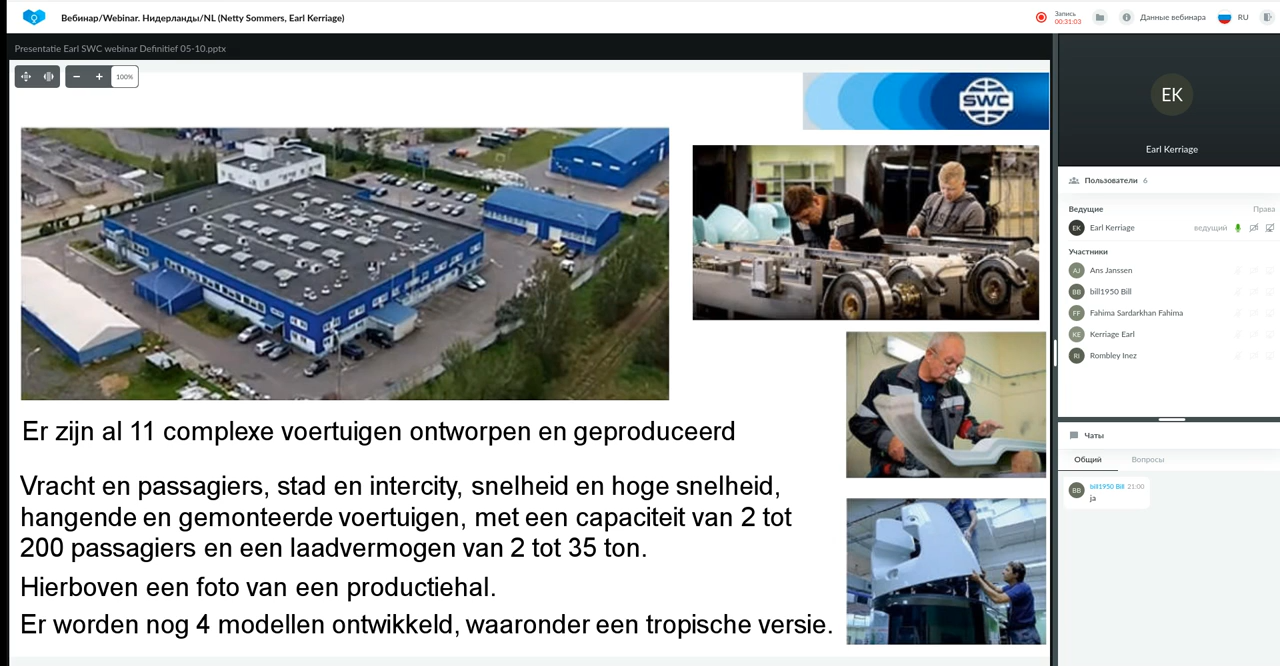 Вебинар/Webinar. Нидерланды/NL (Netty Sommers, Earl Kerriage)
Запись
00:31:03
Данные вебинара
RU
Presentatie Earl SWC webinar Definitief 05-10.pptx
100%
SWC
Er zijn al 11 complexe voertuigen ontworpen en geproduceerd
Vracht en passagiers, stad en intercity, snelheid en hoge snelheid,
hangende en gemonteerde voertuigen, met een capaciteit van 2 tot
200 passagiers en een laadvermogen van 2 tot 35 ton.
Hierboven een foto van een productiehal.
Er worden nog 4 modellen ontwikkeld, waaronder een tropische versie.
EK
Earl Kerriage
Пользователи 6
Ведущие Права
EK Earl Kerriage ведущий
Участники
AJ Ans Janssen
BB bill1950 Bill
FF Fahima Sardarkhan Fahima
KE Kerriage Earl
RI Rombley Inez
Чаты
Общий Вопросы
BB bill1950 Bill 21:00
ja